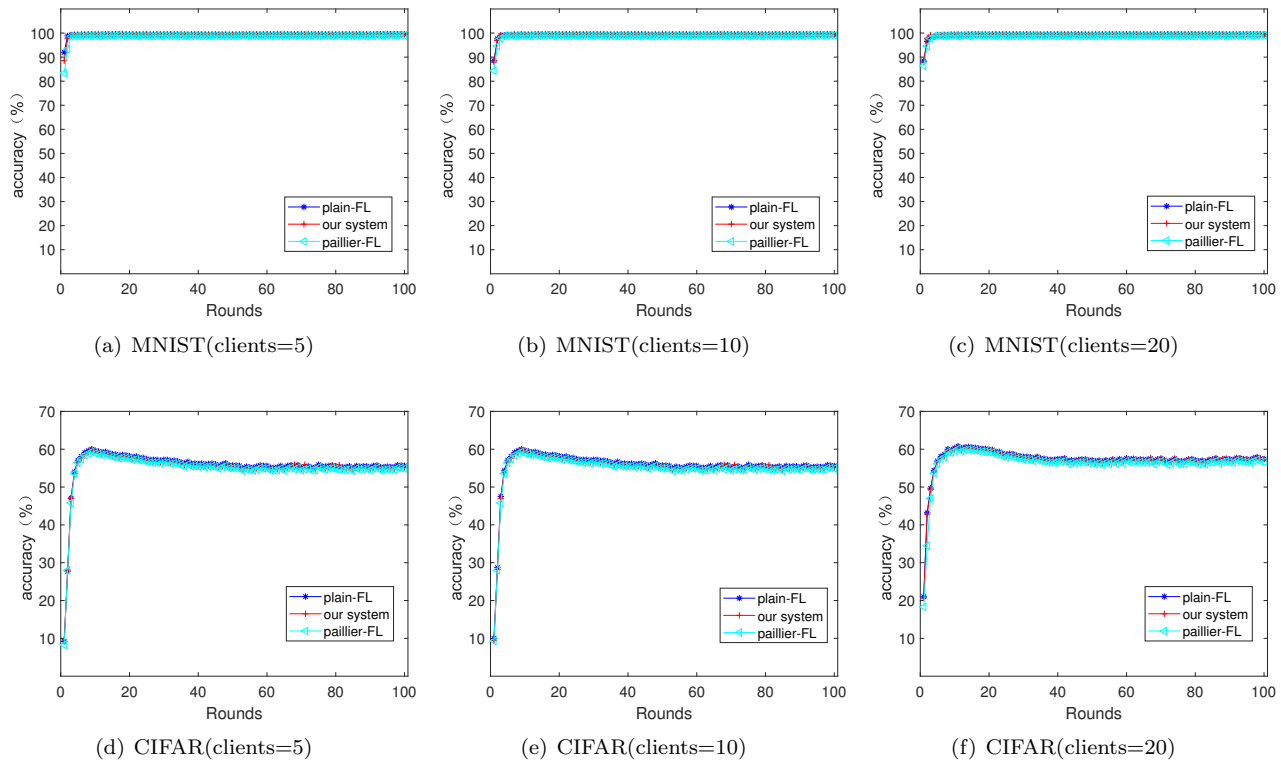 accuracy（%）
100
90
80
70
60
50
40
30
20
10
0 20 40 60 80 100
Rounds
plain-FL
our system
paillier-FL
(a) MNIST(clients=5)
accuracy（%）
100
90
80
70
60
50
40
30
20
10
0 20 40 60 80 100
Rounds
plain-FL
our system
paillier-FL
(b) MNIST(clients=10)
accuracy（%）
100
90
80
70
60
50
40
30
20
10
0 20 40 60 80 100
Rounds
plain-FL
our system
paillier-FL
(c) MNIST(clients=20)
accuracy（%）
70
60
50
40
30
20
10
0 20 40 60 80 100
Rounds
plain-FL
our system
paillier-FL
(d) CIFAR(clients=5)
accuracy（%）
70
60
50
40
30
20
10
0 20 40 60 80 100
Rounds
plain-FL
our system
paillier-FL
(e) CIFAR(clients=10)
accuracy（%）
70
60
50
40
30
20
10
0 20 40 60 80 100
Rounds
plain-FL
our system
paillier-FL
(f) CIFAR(clients=20)